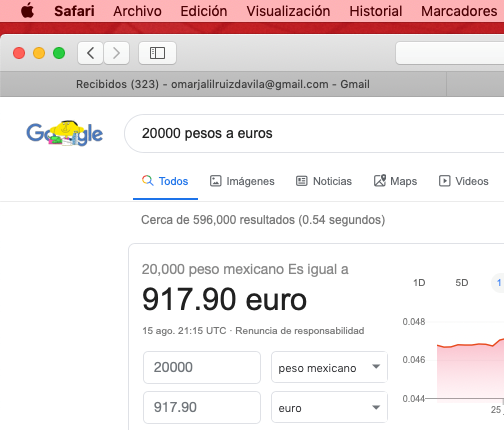 Safari Archivo Edición Visualización Historial Marcadores
Recibidos (323) - omarjalilruizdavila@gmail.com - Gmail
Google
20000 pesos a euros
Todos Imágenes Noticias Maps Videos
Cerca de 596,000 resultados (0.54 segundos)
20,000 peso mexicano Es igual a
917.90 euro
15 ago. 21:15 UTC · Renuncia de responsabilidad
1D 5D 1
0.048
20000 peso mexicano
0.046
917.90 euro
0.044
25